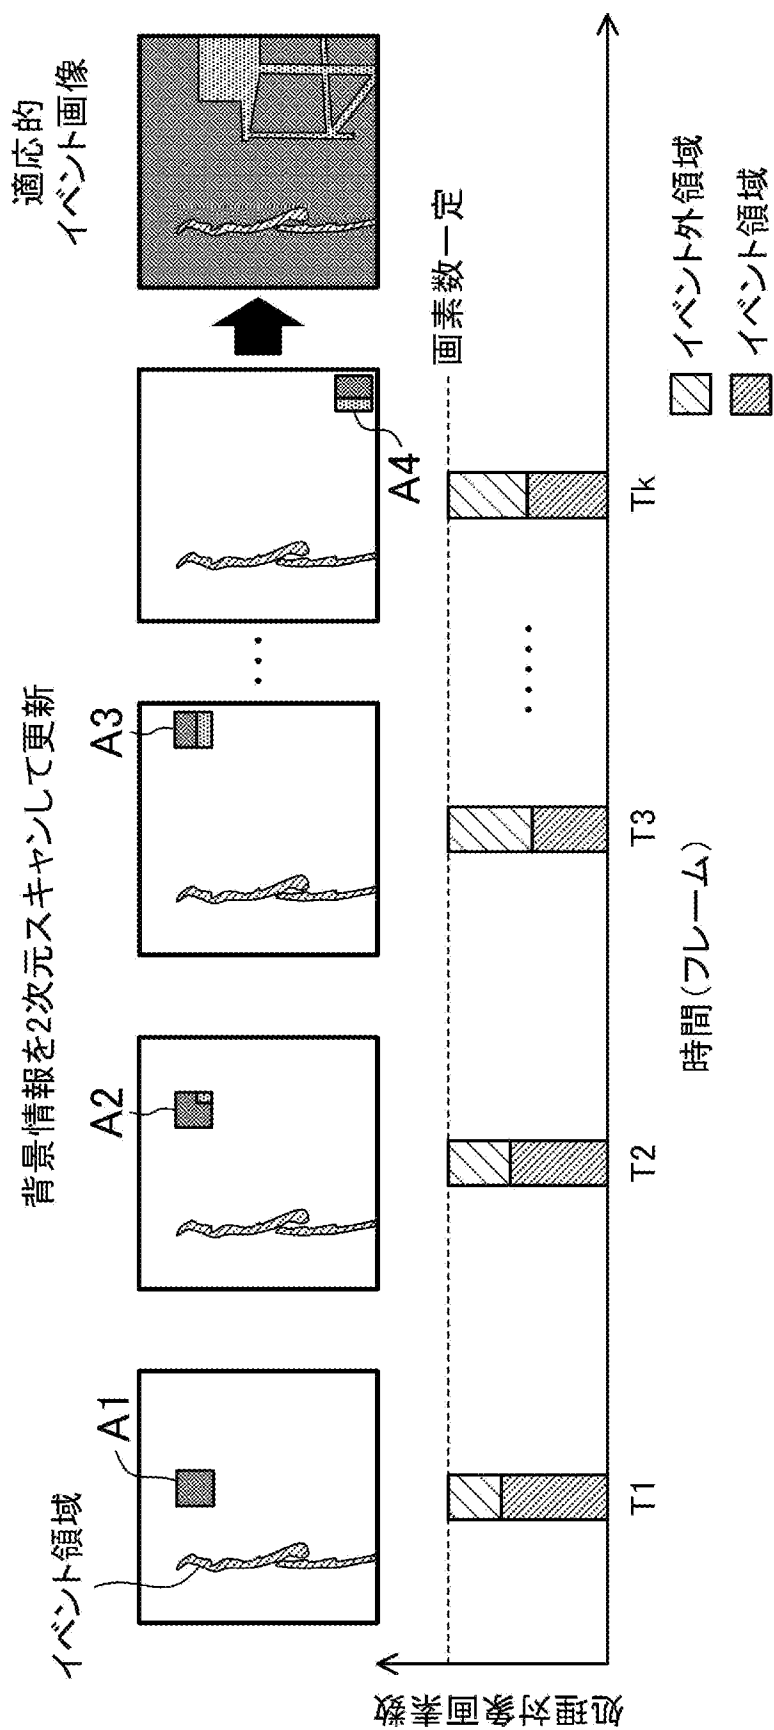 背景情報を2次元スキャンして更新
適応的
イベント画像
イベント領域
A1
A2
A3
A4
処理対象画素数
画素数一定
T1
T2
T3
Tk
時間(フレーム)
イベント外領域
イベント領域